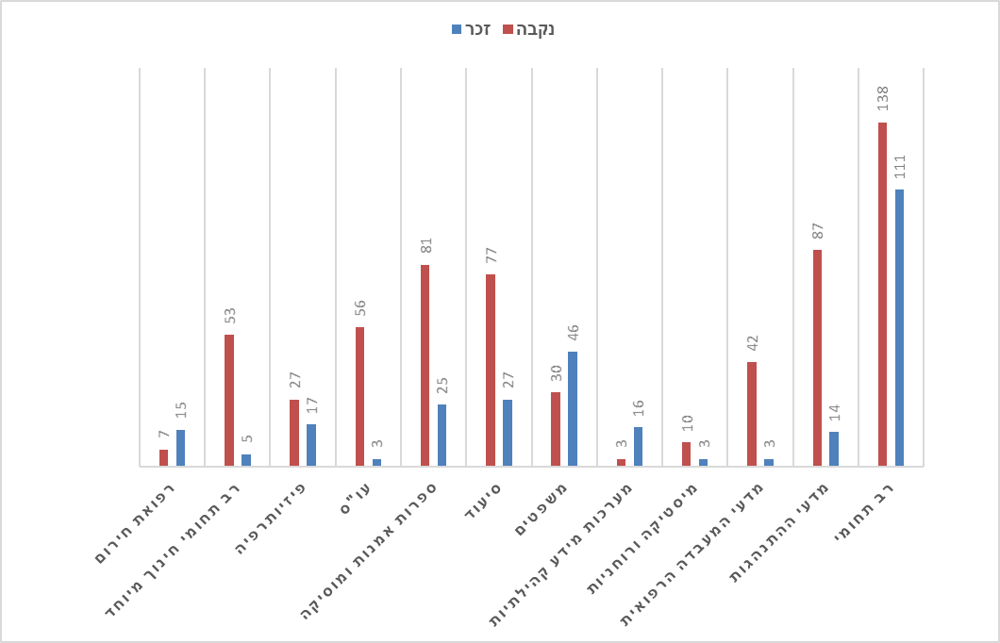 זכר נקבה
138
111
87
14
42
3
10
3
3
16
30
46
77
27
81
25
56
3
27
17
53
5
7
15
רב תחומי
מדעי ההתנהגות
מדעי המעבדה הרפואית
מיסטיקה ורוחניות
מערכות מידע קהילתיות
משפטים
סיעוד
ספרות אמנות ומוסיקה
עו"ס
פיזיותרפיה
רב תחומי חינוך מיוחד
רפואת חירום